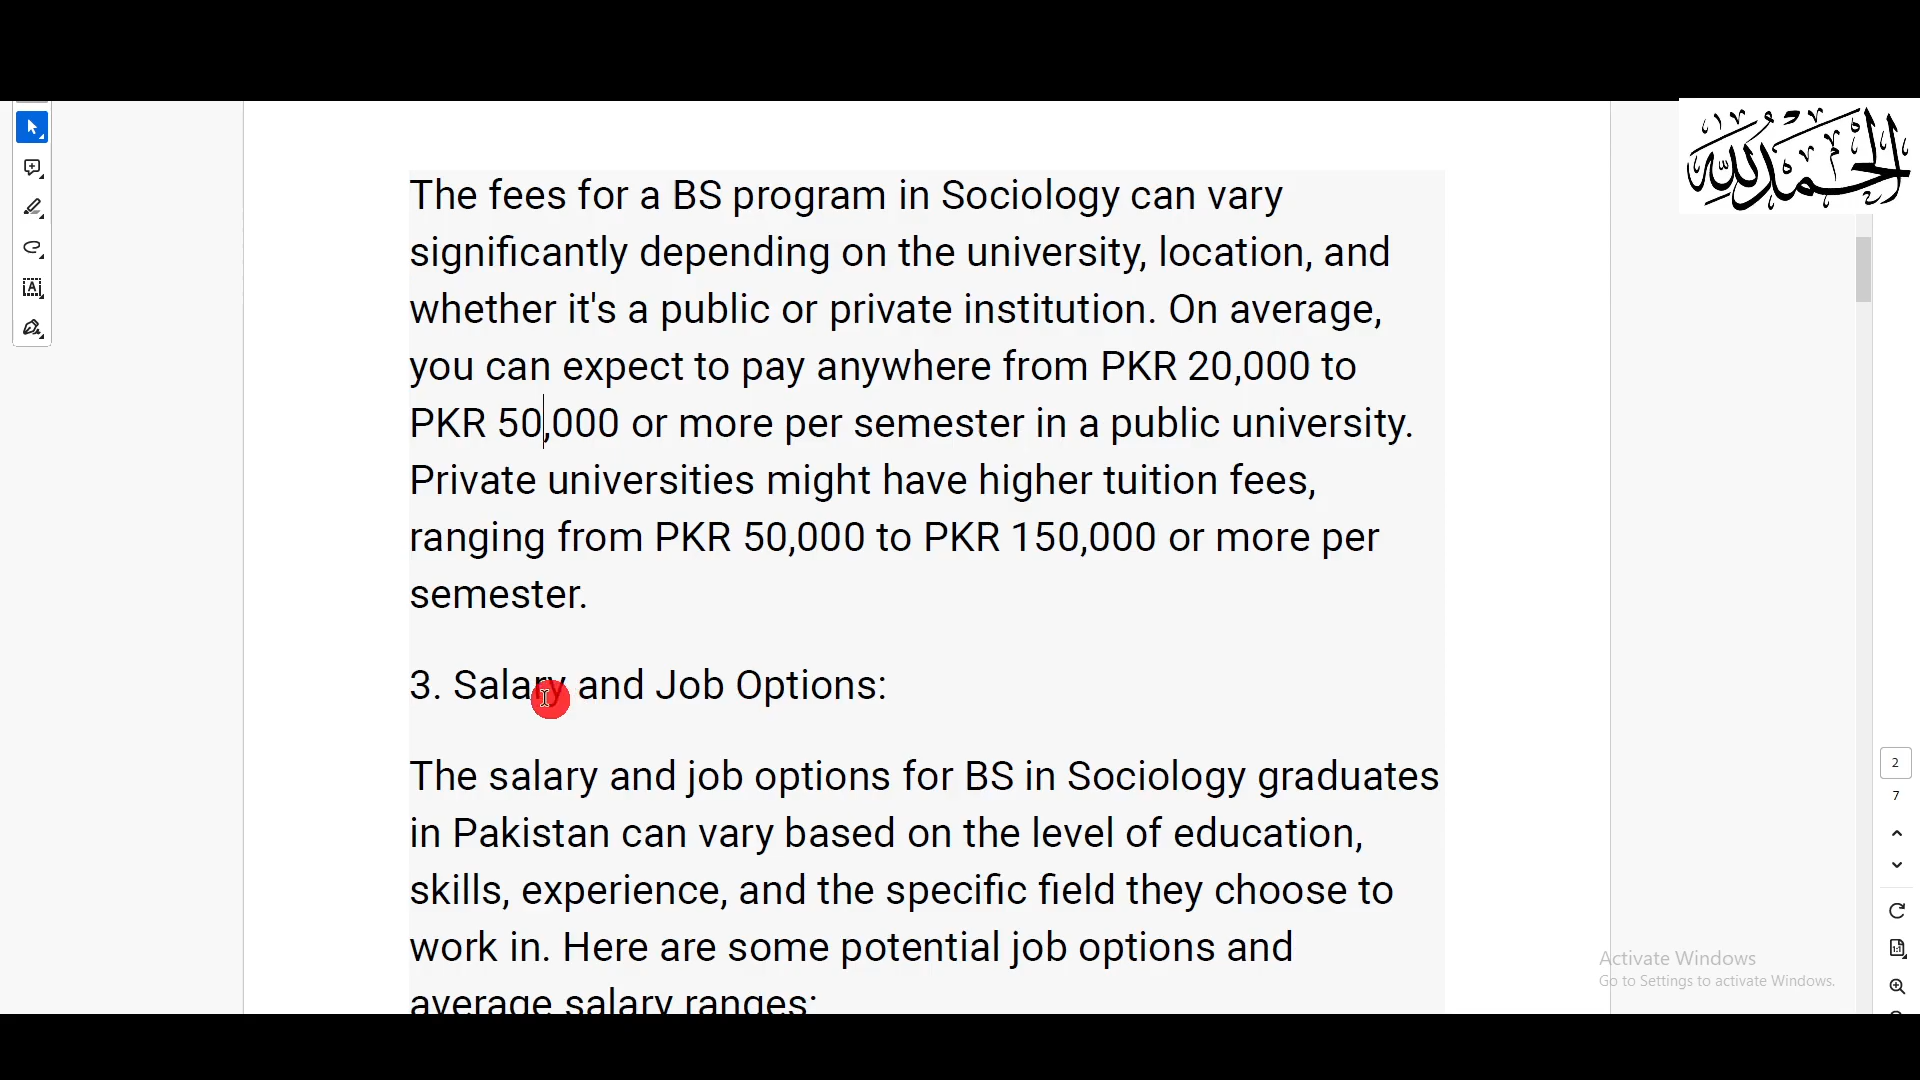 الحمد لله
The fees for a BS program in Sociology can vary
significantly depending on the university, location, and
whether it's a public or private institution. On average,
you can expect to pay anywhere from PKR 20,000 to
PKR 50,000 or more per semester in a public university.
Private universities might have higher tuition fees,
ranging from PKR 50,000 to PKR 150,000 or more per
semester.
3. Salary and Job Options:
The salary and job options for BS in Sociology graduates
in Pakistan can vary based on the level of education,
skills, experience, and the specific field they choose to
work in. Here are some potential job options and
average salary ranges:
2
7
Activate Windows
Go to Settings to activate Windows.